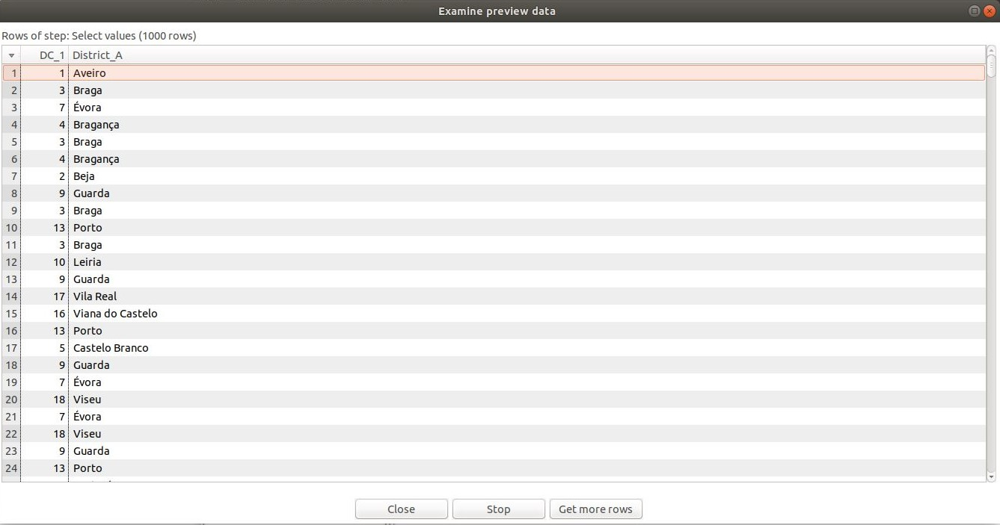 Examine preview data
Rows of step: Select values (1000 rows)
DC_1 District_A
1 1 Aveiro
2 3 Braga
3 7 Évora
4 4 Bragança
5 3 Braga
6 4 Bragança
7 2 Beja
8 9 Guarda
9 3 Braga
10 13 Porto
11 3 Braga
12 10 Leiria
13 9 Guarda
14 17 Vila Real
15 16 Viana do Castelo
16 13 Porto
17 5 Castelo Branco
18 9 Guarda
19 7 Évora
20 18 Viseu
21 7 Évora
22 18 Viseu
23 9 Guarda
24 13 Porto
Close Stop Get more rows